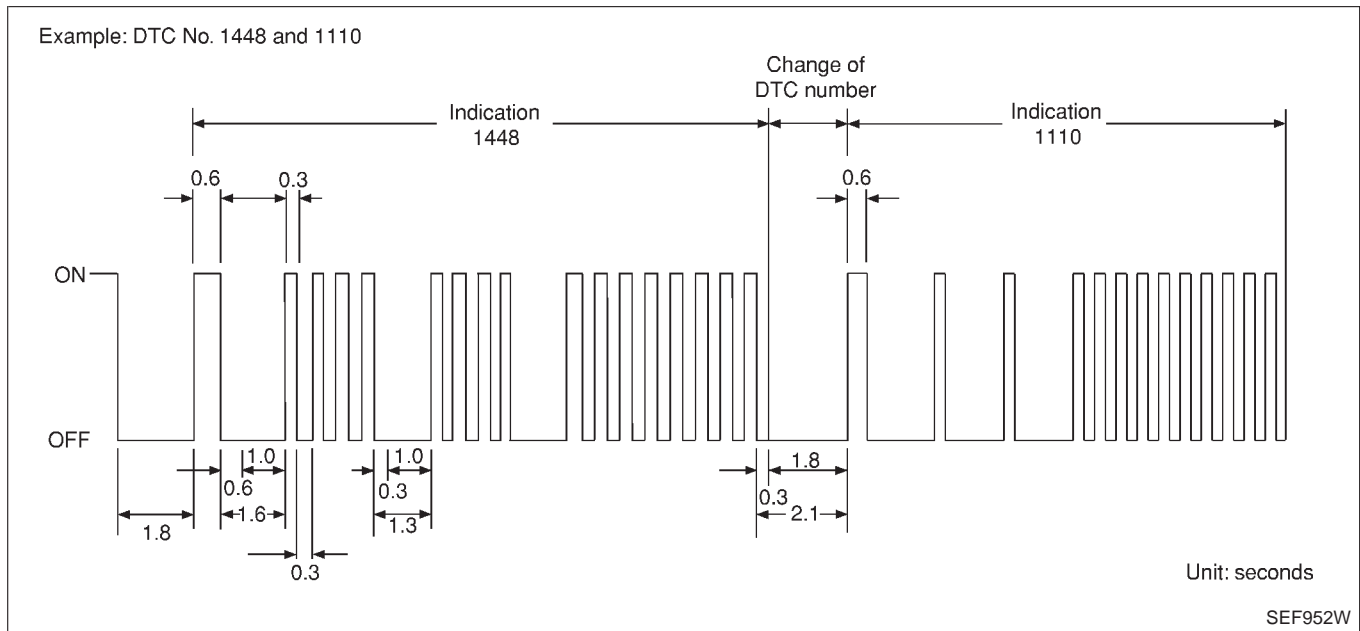 Example: DTC No. 1448 and 1110
Change of
DTC number
Indication
1448
Indication
1110
0.6
0.3
0.6
ON
OFF
1.0
1.0
1.8
0.6
0.3
0.3
1.8
1.6
1.3
2.1
0.3
Unit: seconds
SEF952W